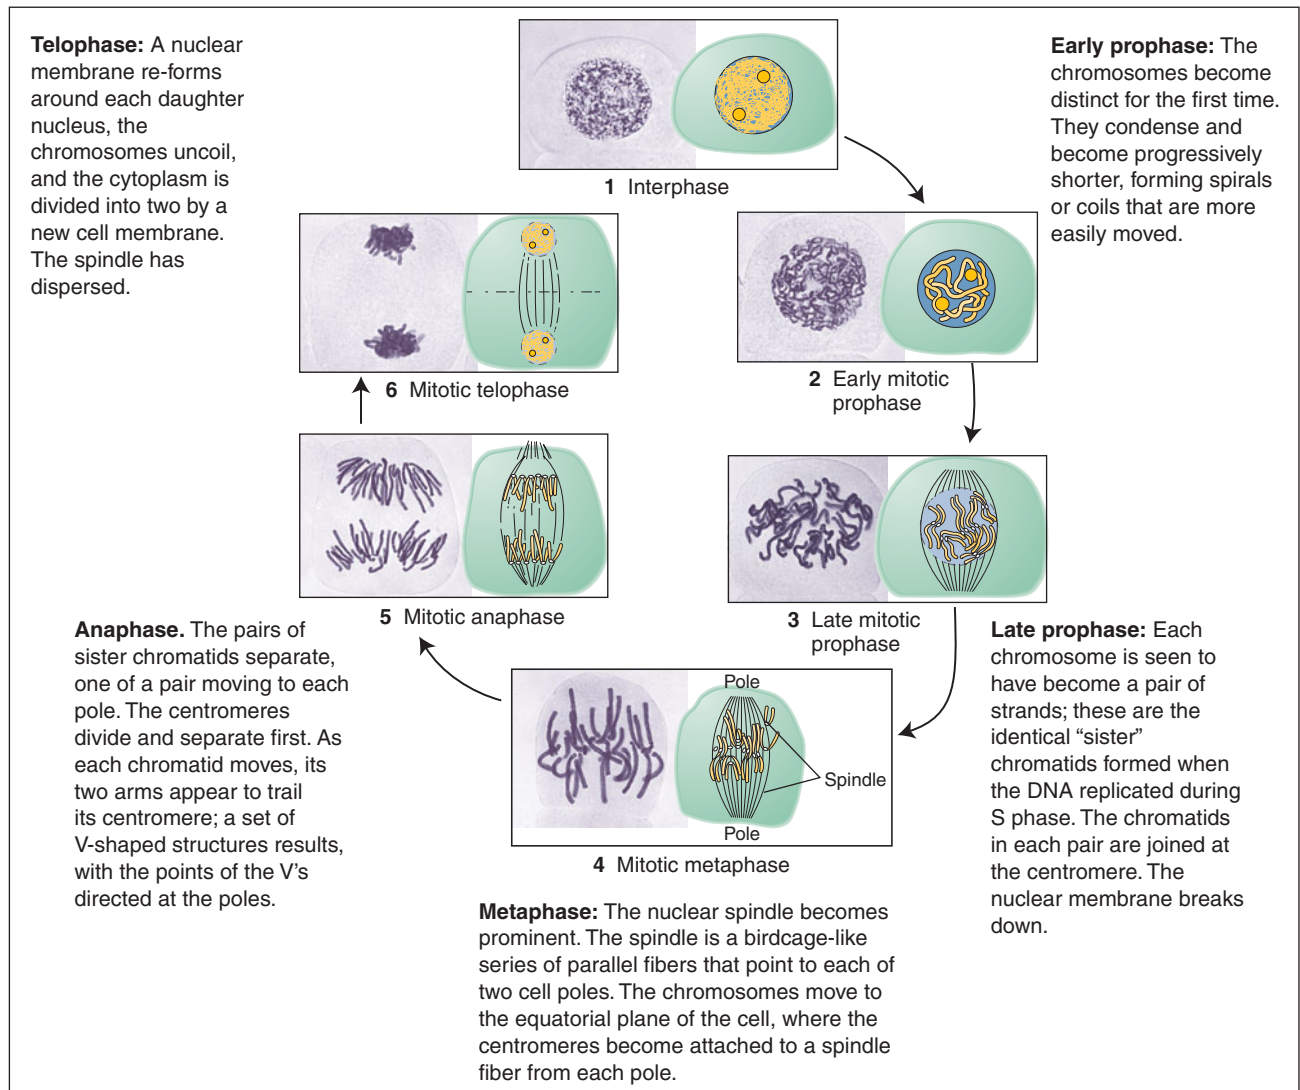 Telophase: A nuclear
membrane re-forms
around each daughter
nucleus, the
chromosomes uncoil,
and the cytoplasm is
divided into two by a
new cell membrane.
The spindle has
dispersed.
1 Interphase
Early prophase: The
chromosomes become
distinct for the first time.
They condense and
become progressively
shorter, forming spirals
or coils that are more
easily moved.
2 Early mitotic
prophase
6 Mitotic telophase
3 Late mitotic
prophase
5 Mitotic anaphase
Late prophase: Each
chromosome is seen to
have become a pair of
strands; these are the
identical “sister”
chromatids formed when
the DNA replicated during
S phase. The chromatids
in each pair are joined at
the centromere. The
nuclear membrane breaks
down.
Anaphase. The pairs of
sister chromatids separate,
one of a pair moving to each
pole. The centromeres
divide and separate first. As
each chromatid moves, its
two arms appear to trail
its centromere; a set of
V-shaped structures results,
with the points of the V’s
directed at the poles.
Pole
Spindle
Pole
4 Mitotic metaphase
Metaphase: The nuclear spindle becomes
prominent. The spindle is a birdcage-like
series of parallel fibers that point to each of
two cell poles. The chromosomes move to
the equatorial plane of the cell, where the
centromeres become attached to a spindle
fiber from each pole.